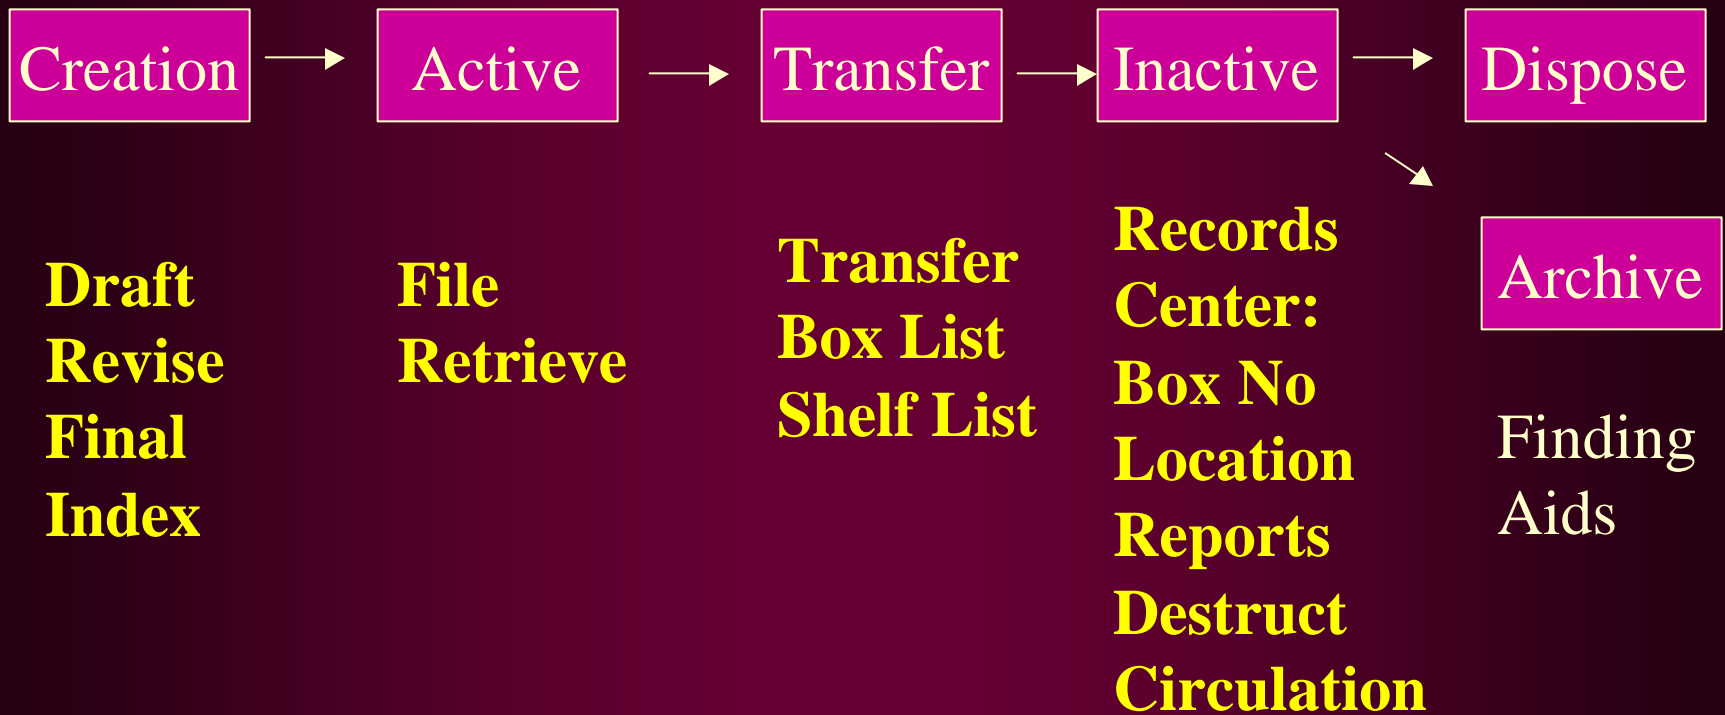 Creation
Active
Transfer
Inactive
Dispose
Draft
Revise
Final
Index
File
Retrieve
Transfer
Box List
Shelf List
Records
Center:
Box No
Location
Reports
Destruct
Circulation
Archive
Finding
Aids